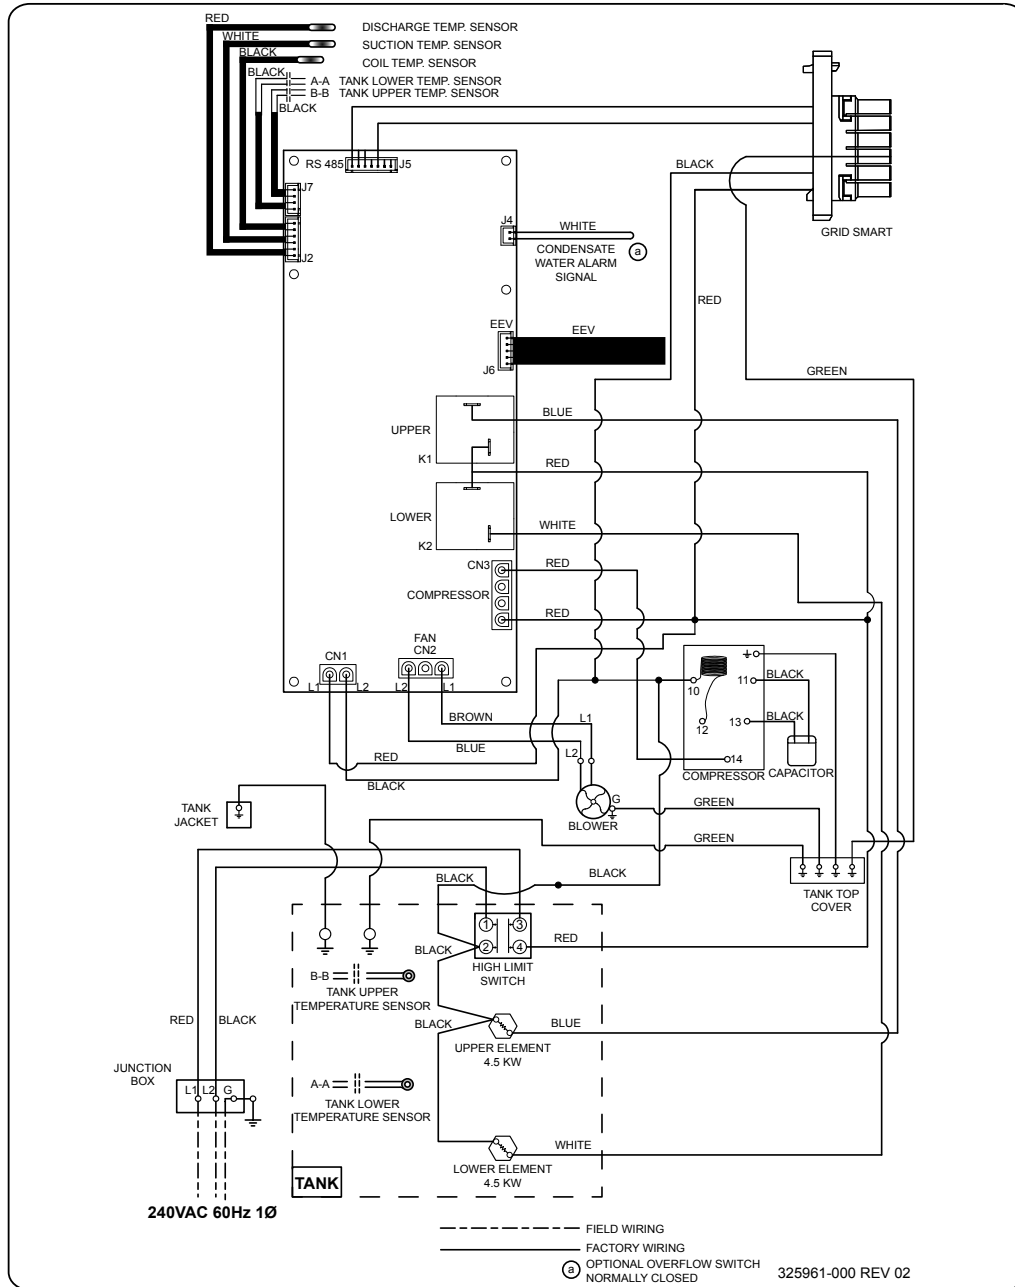 RED
DISCHARGE TEMP. SENSOR
WHITE
SUCTION TEMP. SENSOR
BLACK
COIL TEMP. SENSOR
BLACK
A-A TANK LOWER TEMP. SENSOR
B-B TANK UPPER TEMP. SENSOR
BLACK
RS 485
J5
BLACK
J7
J4
WHITE
GRID SMART
CONDENSATE
WATER ALARM
SIGNAL
a
J2
RED
EEV
EEV
J6
GREEN
BLUE
UPPER
K1
RED
LOWER
WHITE
K2
CN3
RED
COMPRESSOR
RED
FAN
CN2
CN1
L1
L2
L2
L1
10
11
BLACK
12
13
BLACK
14
BROWN
L1
BLUE
L2
RED
BLACK
COMPRESSOR
CAPACITOR
G
GREEN
BLOWER
TANK
JACKET
GREEN
BLACK
BLACK
TANK TOP
COVER
1
3
2
4
BLACK
RED
HIGH LIMIT
SWITCH
B-B
TANK UPPER
TEMPERATURE SENSOR
RED
BLACK
BLACK
BLUE
UPPER ELEMENT
4.5 KW
JUNCTION
BOX
L1
L2
G
A-A
TANK LOWER
TEMPERATURE SENSOR
WHITE
LOWER ELEMENT
4.5 KW
TANK
240VAC 60Hz 1Ø
FIELD WIRING
FACTORY WIRING
a OPTIONAL OVERFLOW SWITCH
NORMALLY CLOSED
325961-000 REV 02